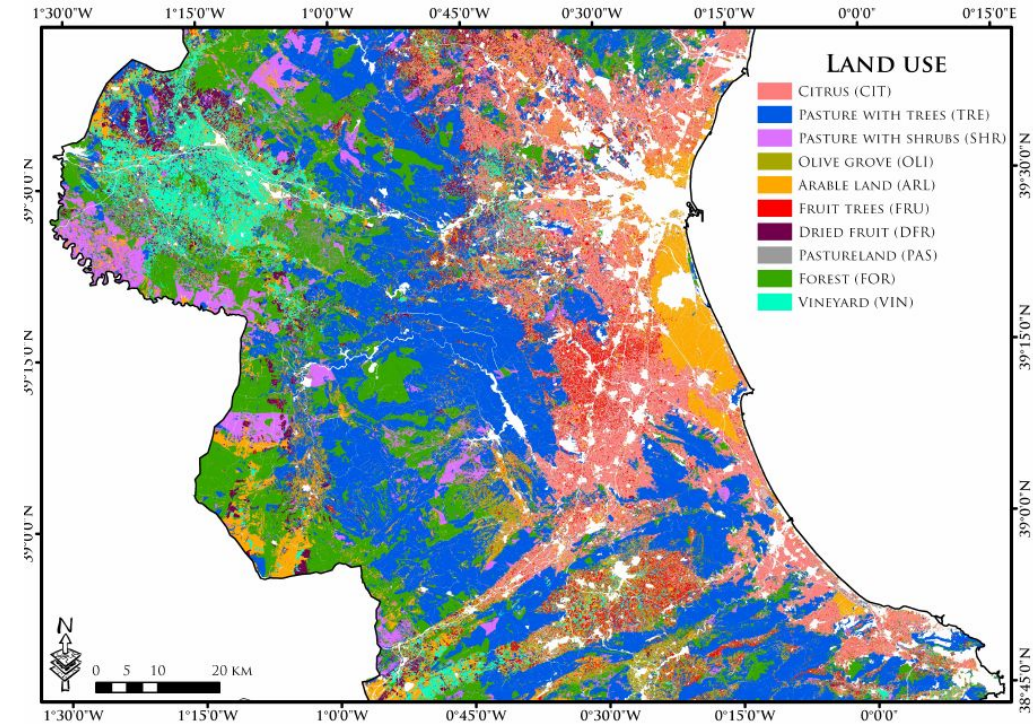 1°30'0"W 1°15'0"W 1°0'0"W 0°45'0"W 0°30'0"W 0°15'0"W 0°0'0" 0°15'0"E
LAND USE
CITRUS (CIT)
PASTURE WITH TREES (TRE)
PASTURE WITH SHRUBS (SHR)
OLIVE GROVE (OLI)
ARABLE LAND (ARL)
FRUIT TREES (FRU)
DRIED FRUIT (DFR)
PASTURELAND (PAS)
FOREST (FOR)
VINEYARD (VIN)
39°30'0"N
39°15'0"N
39°0'0"N
39°30'0"N
39°15'0"N
39°0'0"N
38°45'0"N
N
0 5 10 20 KM
1°30'0"W 1°15'0"W 1°0'0"W 0°45'0"W 0°30'0"W 0°15'0"W 0°0'0"